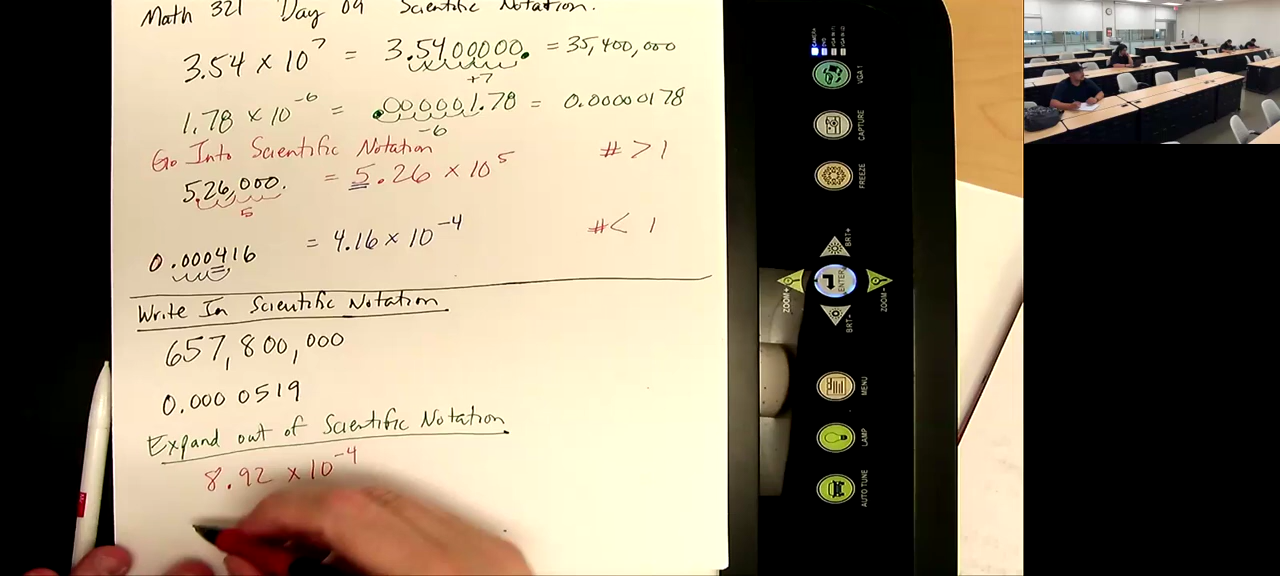 Math 321 Day 09 Scientific Notation.
3.54 × 10^7 = 3.5400000. = 35,400,000
+7
1.78 × 10^-6 = .000001.78 = 0.00000178
-6
Go Into Scientific Notation
# > 1
526,000. = 5.26 × 10^5
5
0.000416 = 4.16 × 10^-4
# < 1
Write In Scientific Notation
657,800,000
0.0000519
Expand out of Scientific Notation
8.92 × 10^-4
CAMERA
VGA 1
CAPTURE
FREEZE
BRT+
ZOOM+
ENTER
ZOOM-
BRT-
MENU
LAMP
AUTO TUNE